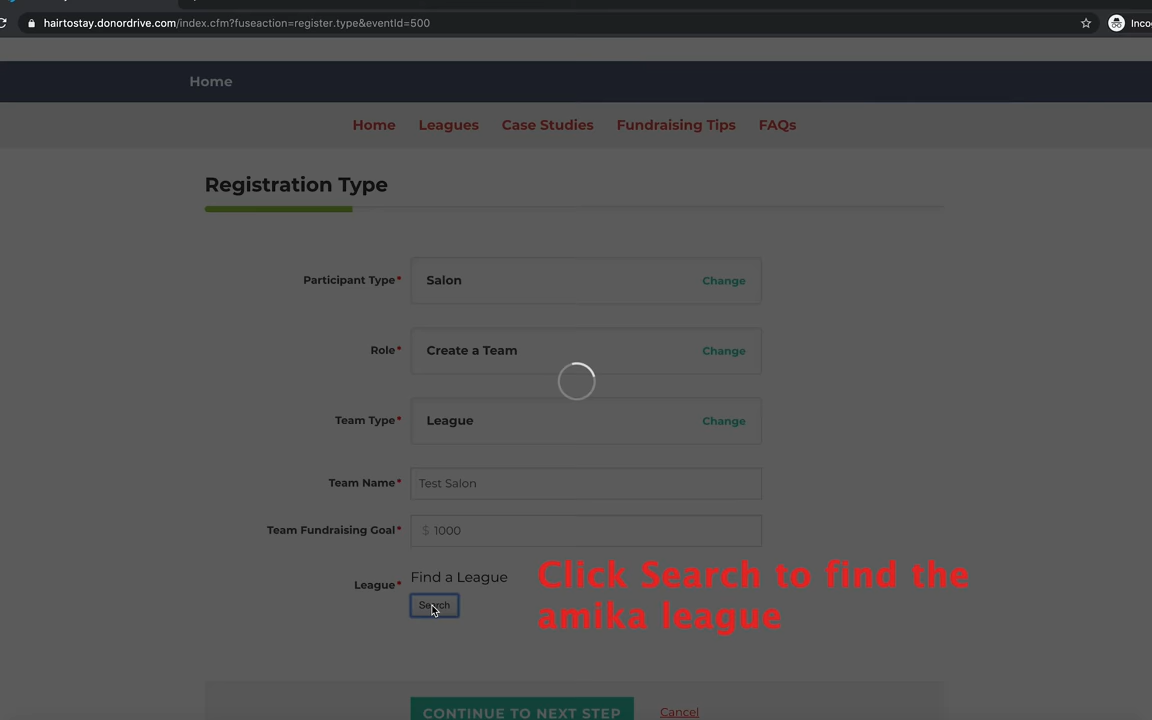 hairtostay.donordrive.com/index.cfm?fuseaction=register.type&eventId=500
Inco
Home
Home Leagues Case Studies Fundraising Tips FAQs
Registration Type
Participant Type* Salon Change
Role* Create a Team Change
Team Type* League Change
Team Name* Test Salon
Team Fundraising Goal* $ 1000
League* Find a League
Search
Click Search to find the
amika league
CONTINUE TO NEXT STEP Cancel